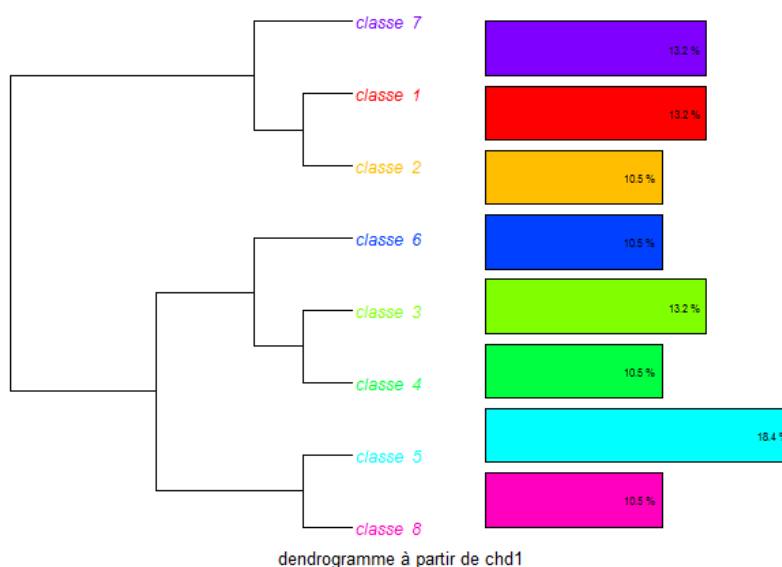 classe 7
13.2 %
classe 1
13.2 %
classe 2
10.5 %
classe 6
10.5 %
classe 3
13.2 %
classe 4
10.5 %
classe 5
18.4 %
classe 8
10.5 %
dendrogramme à partir de chd1